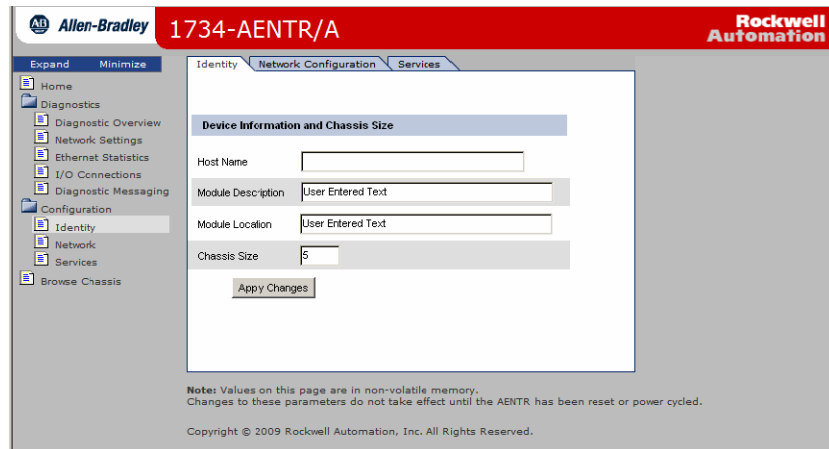 AB Allen-Bradley
1734-AENTR/A
Rockwell
Automation
Expand Minimize
Home
Diagnostics
Diagnostic Overview
Network Settings
Ethernet Statistics
I/O Connections
Diagnostic Messaging
Configuration
Identity
Network
Services
Browse Chassis
Identity Network Configuration Services
Device Information and Chassis Size
Host Name
Module Description User Entered Text
Module Location User Entered Text
Chassis Size 5
Appy Changes
Note: Values on this page are in non-volatile memory.
Changes to these parameters do not take effect until the AENTR has been reset or power cycled.
Copyright © 2009 Rockwell Automation, Inc. All Rights Reserved.